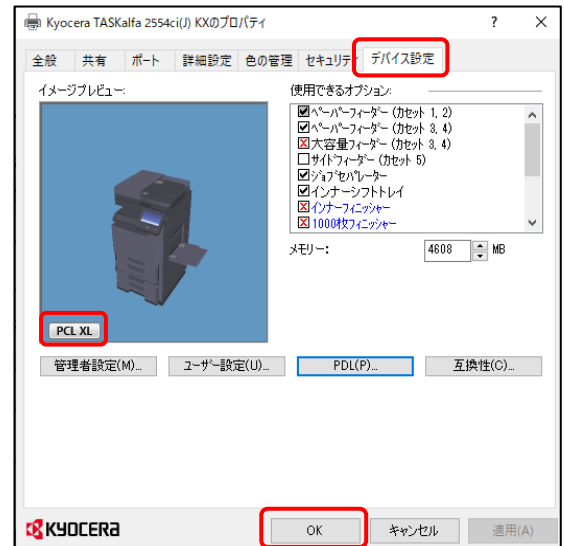 Kyocera TASKalfa 2554ci(J) KXのプロパティ ? ×
全般 共有 ポート 詳細設定 色の管理 セキュリティ デバイス設定
イメージプレビュー: 使用できるオプション:
ペーパーフィーダー (カセット 1, 2)
ペーパーフィーダー (カセット 3, 4)
大容量フィーダー (カセット 3, 4)
サイドフィーダー (カセット 5)
ジョブセパレーター
インナーシフトトレイ
インナーフィニッシャー
1000枚フィニッシャー
メモリー: 4608 MB
PCL XL
管理者設定(M)... ユーザー設定(U)... PDL(P)... 互換性(C)...
KYOCERA OK キャンセル 適用(A)